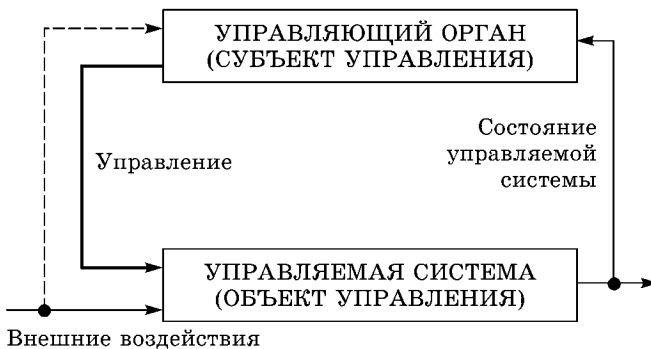 УПРАВЛЯЮЩИЙ ОРГАН
(СУБЪЕКТ УПРАВЛЕНИЯ)
Управление
Состояние
управляемой
системы
УПРАВЛЯЕМАЯ СИСТЕМА
(ОБЪЕКТ УПРАВЛЕНИЯ)
Внешние воздействия